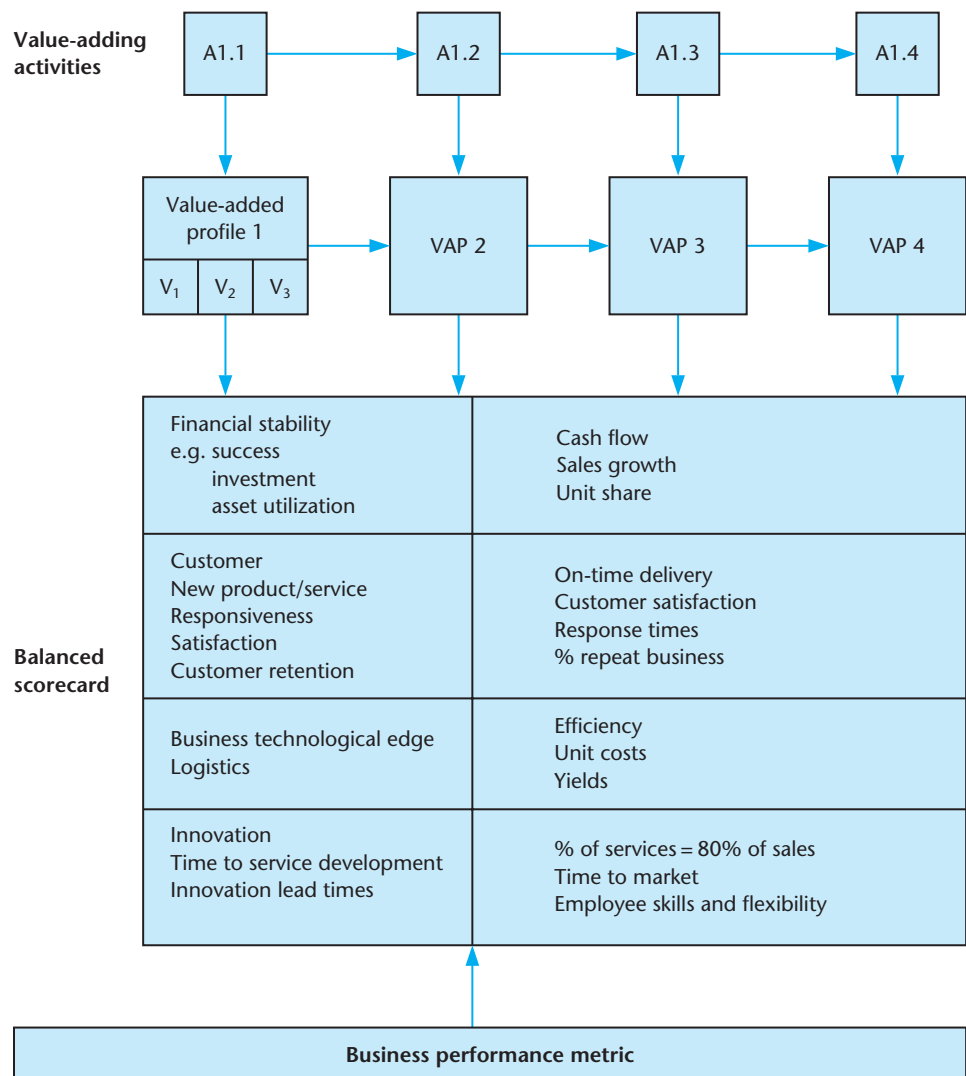 Value-adding
activities
A1.1
A1.2
A1.3
A1.4
Value-added
profile 1
V₁
V₂
V₃
VAP 2
VAP 3
VAP 4
Balanced
scorecard
Financial stability
e.g. success
investment
asset utilization
Cash flow
Sales growth
Unit share
Customer
New product/service
Responsiveness
Satisfaction
Customer retention
On-time delivery
Customer satisfaction
Response times
% repeat business
Business technological edge
Logistics
Efficiency
Unit costs
Yields
Innovation
Time to service development
Innovation lead times
% of services = 80% of sales
Time to market
Employee skills and flexibility
Business performance metric